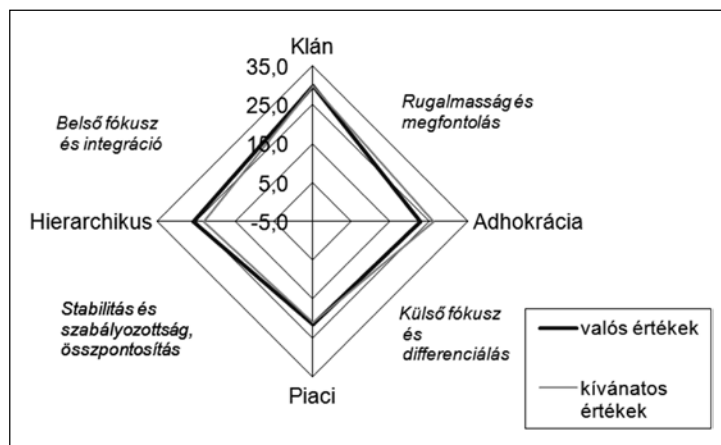 Klán
35,0
25,0
15,0
5,0
-5,0
Rugalmasság és
megfontolás
Belső fókusz
és integráció
Hierarchikus
Adhokrácia
Stabilitás és
szabályozottság,
összpontosítás
Külső fókusz
és
differenciálás
Piaci
valós értékek
kívánatos
értékek